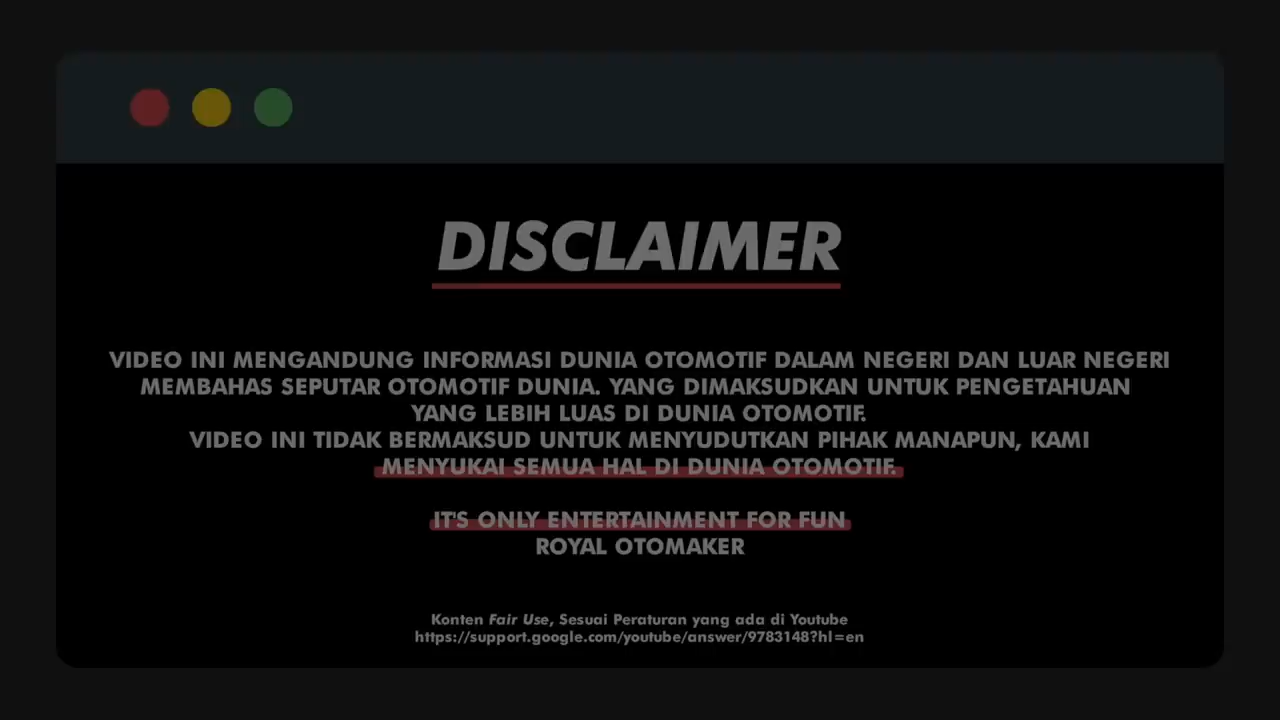 DISCLAIMER
VIDEO INI MENGANDUNG INFORMASI DUNIA OTOMOTIF DALAM NEGERI DAN LUAR NEGERI
MEMBAHAS SEPUTAR OTOMOTIF DUNIA. YANG DIMAKSUDKAN UNTUK PENGETAHUAN
YANG LEBIH LUAS DI DUNIA OTOMOTIF.
VIDEO INI TIDAK BERMAKSUD UNTUK MENYUDUTKAN PIHAK MANAPUN, KAMI
MENYUKAI SEMUA HAL DI DUNIA OTOMOTIF.
IT'S ONLY ENTERTAINMENT FOR FUN
ROYAL OTOMAKER
Konten Fair Use, Sesuai Peraturan yang ada di Youtube
https://support.google.com/youtube/answer/9783148?hl=en